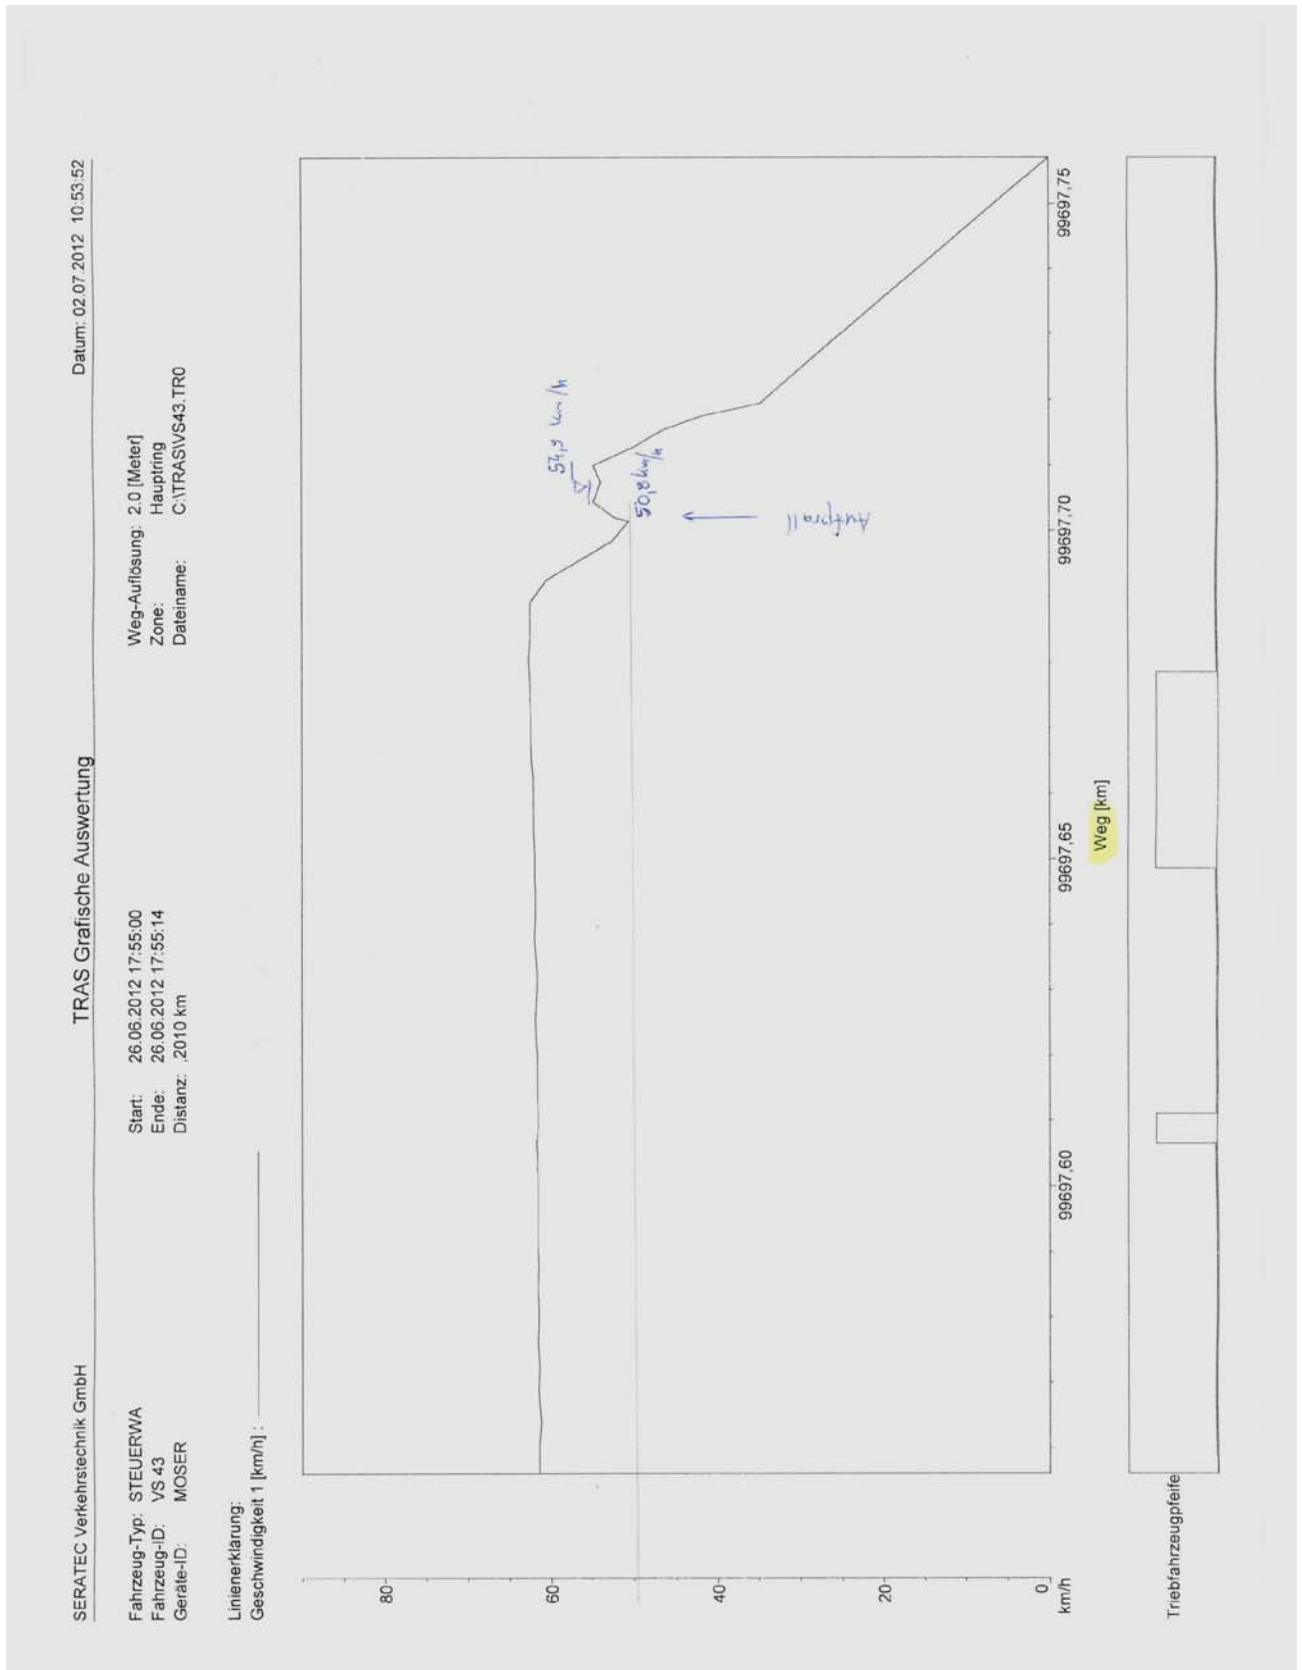 SERATEC Verkehrstechnik GmbH
TRAS Grafische Auswertung
Datum: 02.07.2012 10:53:52
Fahrzeug-Typ: STEUERWA
Fahrzeug-ID: VS 43
Geräte-ID: MOSER
Start: 26.06.2012 17:55:00
Ende: 26.06.2012 17:55:14
Distanz: ,2010 km
Weg-Auflösung: 2.0 [Meter]
Zone: Hauptring
Dateiname: C:\TRAS\VS43.TR0
Linienerklärung:
Geschwindigkeit 1 [km/h] :
80
60
40
20
0
km/h
54,9 km/h
50,8 km/h
Aufprall
99697,60
99697,65
99697,70
99697,75
Weg [km]
Triebfahrzeugpfeife